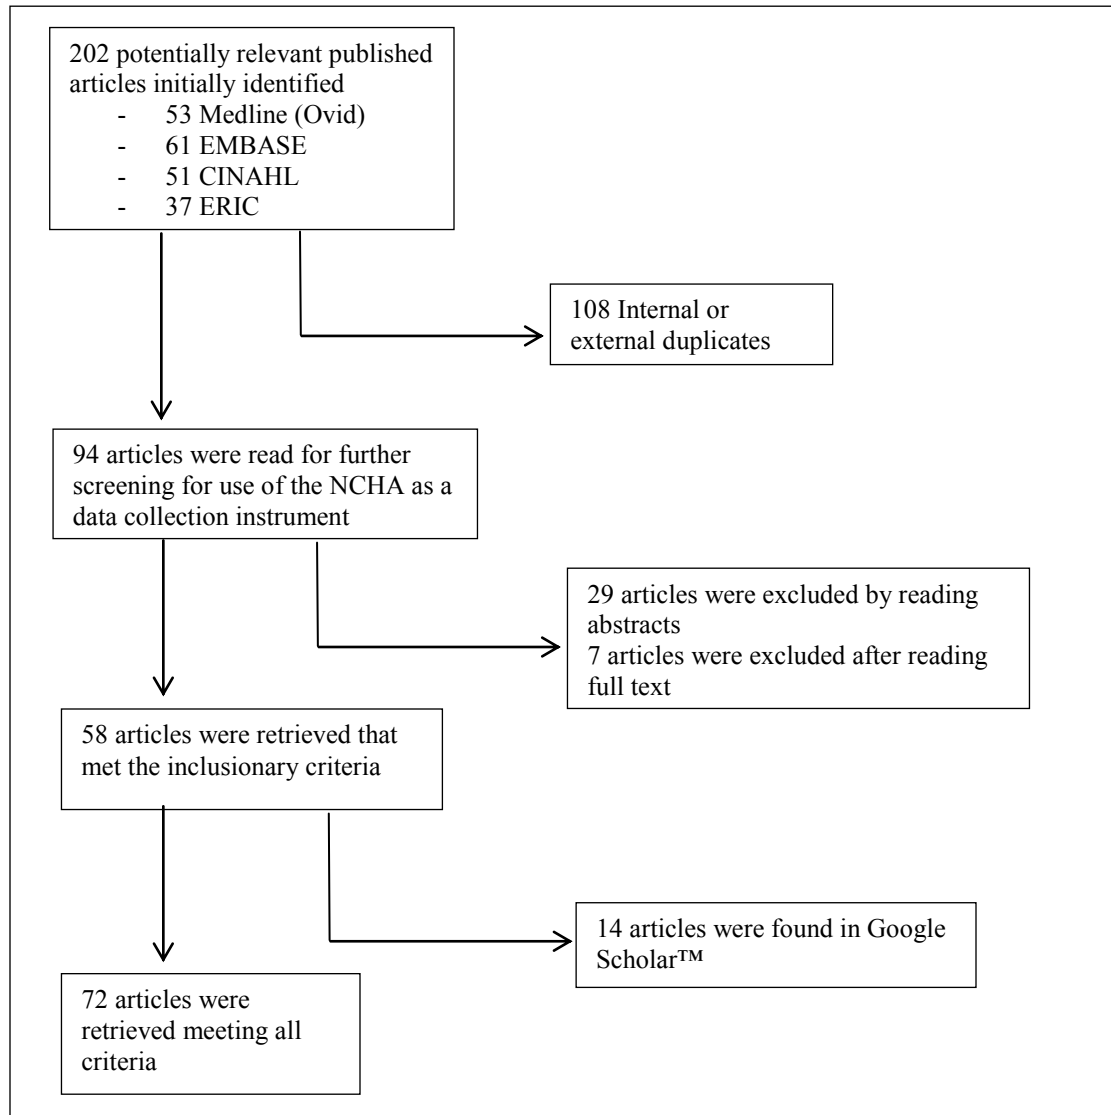 202 potentially relevant published
articles initially identified
- 53 Medline (Ovid)
- 61 EMBASE
- 51 CINAHL
- 37 ERIC
108 Internal or
external duplicates
94 articles were read for further
screening for use of the NCHA as a
data collection instrument
29 articles were excluded by reading
abstracts
7 articles were excluded after reading
full text
58 articles were retrieved that
met the inclusionary criteria
14 articles were found in Google
Scholar™
72 articles were
retrieved meeting all
criteria